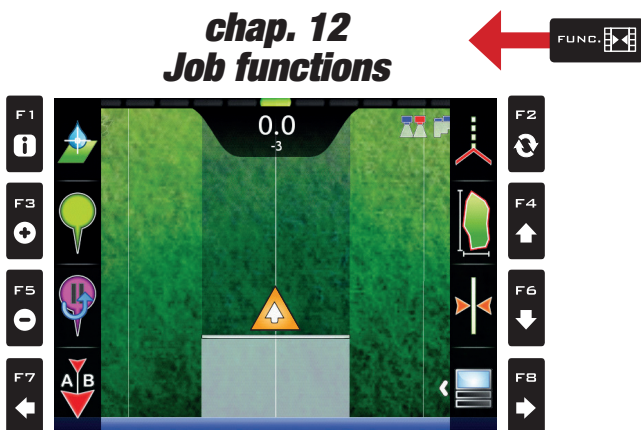 chap. 12
Job functions
FUNC.
F1
F2
0.0
-3
F3
F4
F5
F6
F7
A B
F8